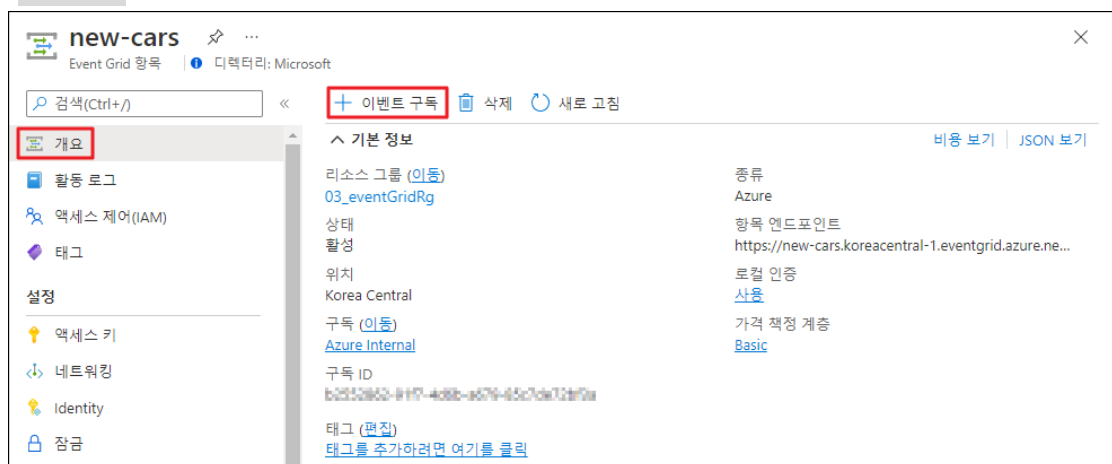 new-cars
Event Grid 항목
디렉터리: Microsoft
검색(Ctrl+/)
개요
활동 로그
액세스 제어(IAM)
태그
설정
액세스 키
네트워킹
Identity
잠금
이벤트 구독
삭제
새로 고침
기본 정보
비용 보기
JSON 보기
리소스 그룹 (이동)
03_eventGridRg
상태
활성
위치
Korea Central
구독 (이동)
Azure Internal
구독 ID
태그 (편집)
태그를 추가하려면 여기를 클릭
종류
Azure
항목 엔드포인트
https://new-cars.koreacentral-1.eventgrid.azure.ne...
로컬 인증
사용
가격 책정 계층
Basic